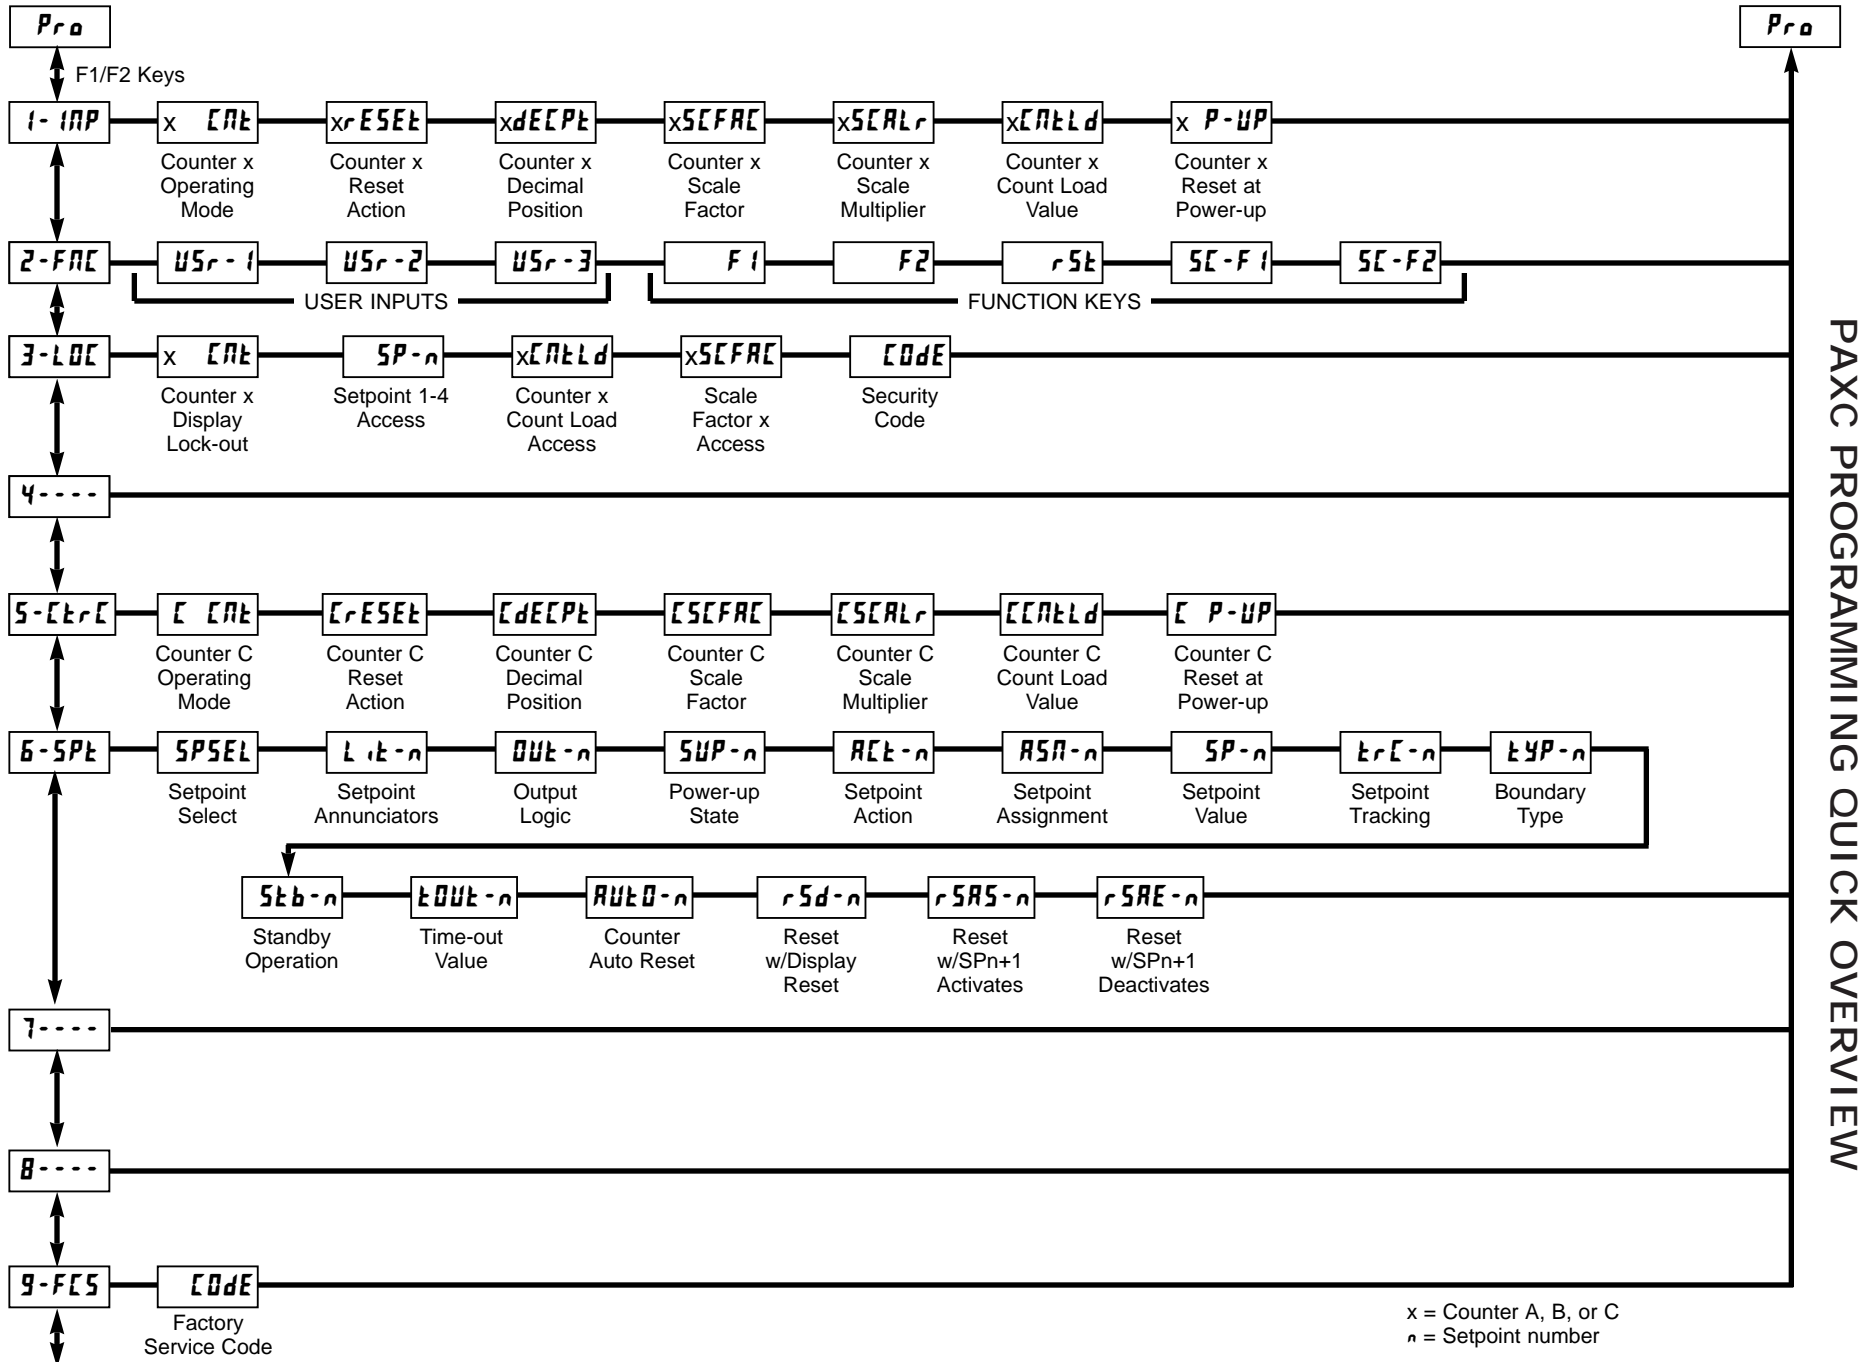 Pro
Pro
F1/F2 Keys
1-INP
x CNt
xrESEt
xdECPt
xSCFAC
xSCALr
xCNtLd
x P-UP
Counter x
Operating
Mode
Counter x
Reset
Action
Counter x
Decimal
Position
Counter x
Scale
Factor
Counter x
Scale
Multiplier
Counter x
Count Load
Value
Counter x
Reset at
Power-up
2-FNC
USr-1
USr-2
USr-3
F1
F2
rSt
SC-F1
SC-F2
USER INPUTS
FUNCTION KEYS
3-LOC
x CNt
SP-n
xCNtLd
xSCFAC
COdE
Counter x
Display
Lock-out
Setpoint 1-4
Access
Counter x
Count Load
Access
Scale
Factor x
Access
Security
Code
4----
5-CtrC
C CNt
CrESEt
CdECPt
CSCFAC
CSCALr
CCNtLd
C P-UP
Counter C
Operating
Mode
Counter C
Reset
Action
Counter C
Decimal
Position
Counter C
Scale
Factor
Counter C
Scale
Multiplier
Counter C
Count Load
Value
Counter C
Reset at
Power-up
6-SPt
SPSEL
Lit-n
OUt-n
SUP-n
ACt-n
ASN-n
SP-n
trC-n
tYP-n
Setpoint
Select
Setpoint
Annunciators
Output
Logic
Power-up
State
Setpoint
Action
Setpoint
Assignment
Setpoint
Value
Setpoint
Tracking
Boundary
Type
Stb-n
tOUt-n
AUtO-n
rSd-n
rSAS-n
rSAE-n
Standby
Operation
Time-out
Value
Counter
Auto Reset
Reset
w/Display
Reset
Reset
w/SPn+1
Activates
Reset
w/SPn+1
Deactivates
7----
8----
9-FCS
COdE
Factory
Service Code
x = Counter A, B, or C
n = Setpoint number
PAXC PROGRAMMING QUICK OVERVIEW